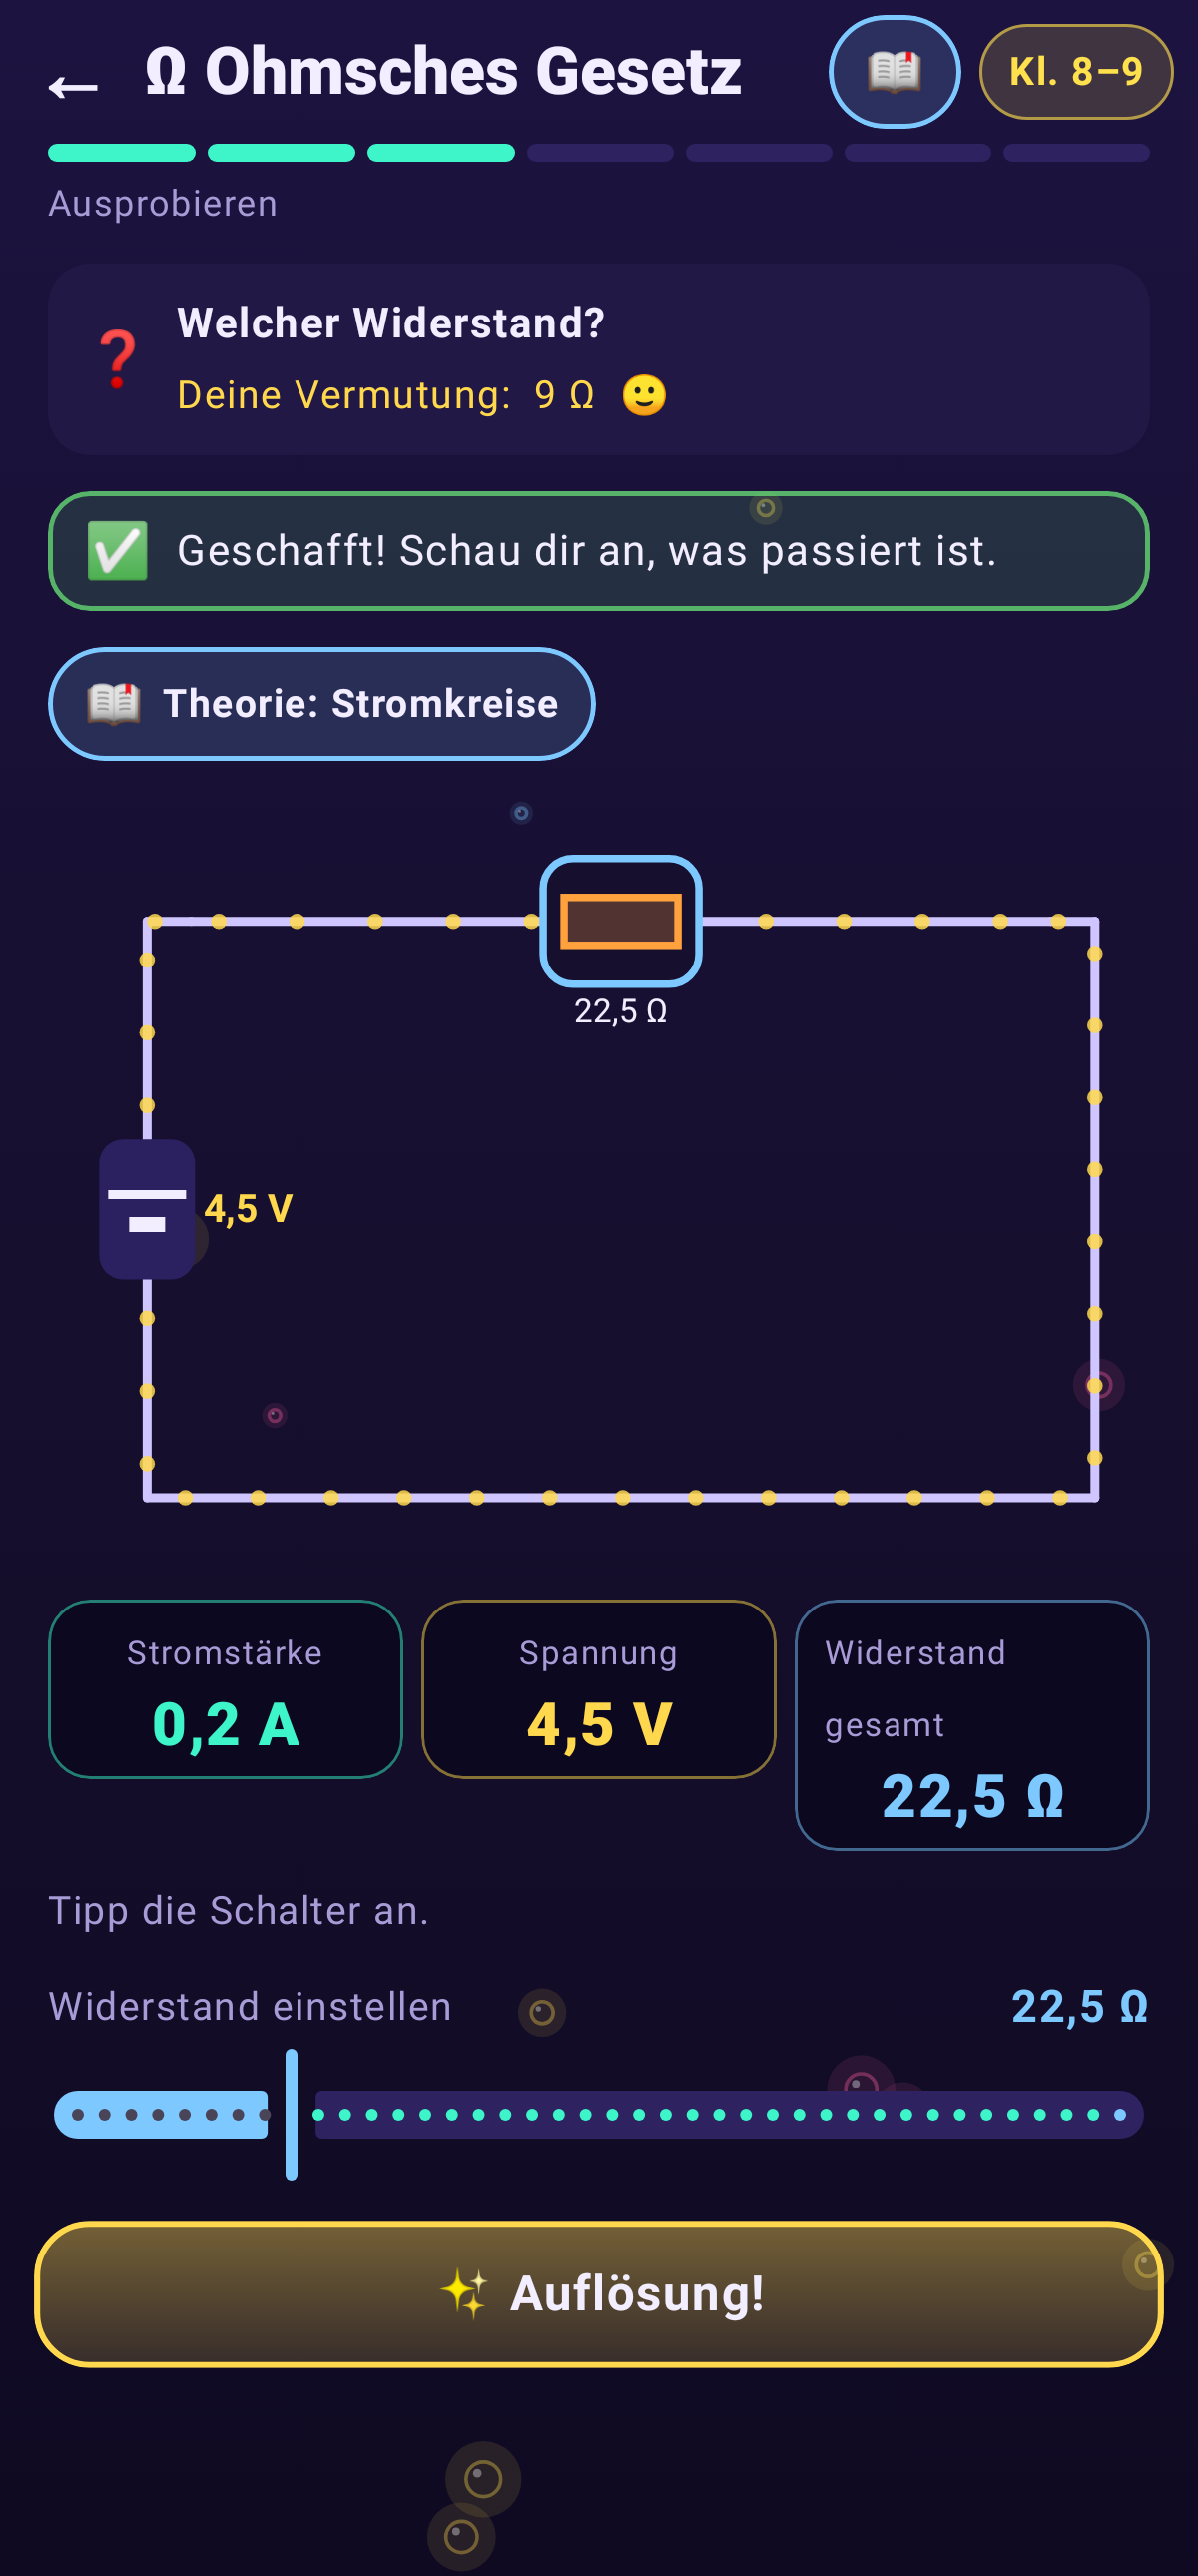 ← Ω Ohmsches Gesetz Kl. 8–9
Ausprobieren
Welcher Widerstand?
Deine Vermutung: 9 Ω
Geschafft! Schau dir an, was passiert ist.
Theorie: Stromkreise
22,5 Ω
4,5 V
Stromstärke
0,2 A
Spannung
4,5 V
Widerstand
gesamt
22,5 Ω
Tipp die Schalter an.
Widerstand einstellen 22,5 Ω
Auflösung!